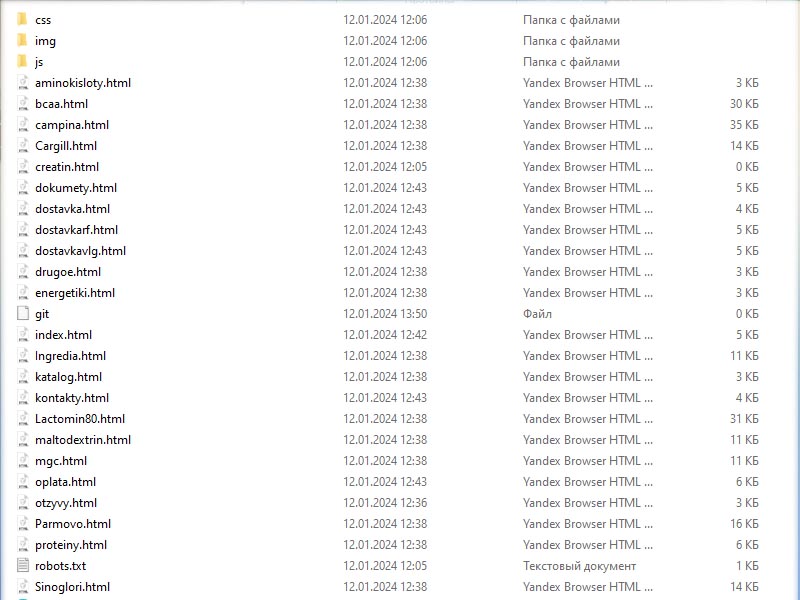 css 12.01.2024 12:06 Папка с файлами
img 12.01.2024 12:06 Папка с файлами
js 12.01.2024 12:06 Папка с файлами
aminokisloty.html 12.01.2024 12:38 Yandex Browser HTML ... 3 КБ
bcaa.html 12.01.2024 12:38 Yandex Browser HTML ... 30 КБ
campina.html 12.01.2024 12:38 Yandex Browser HTML ... 35 КБ
Cargill.html 12.01.2024 12:38 Yandex Browser HTML ... 14 КБ
creatin.html 12.01.2024 12:05 Yandex Browser HTML ... 0 КБ
dokumety.html 12.01.2024 12:43 Yandex Browser HTML ... 5 КБ
dostavka.html 12.01.2024 12:43 Yandex Browser HTML ... 4 КБ
dostavkarf.html 12.01.2024 12:43 Yandex Browser HTML ... 5 КБ
dostavkavlg.html 12.01.2024 12:43 Yandex Browser HTML ... 5 КБ
drugoe.html 12.01.2024 12:38 Yandex Browser HTML ... 3 КБ
energetiki.html 12.01.2024 12:38 Yandex Browser HTML ... 3 КБ
git 12.01.2024 13:50 Файл 0 КБ
index.html 12.01.2024 12:42 Yandex Browser HTML ... 5 КБ
Ingredia.html 12.01.2024 12:38 Yandex Browser HTML ... 11 КБ
katalog.html 12.01.2024 12:38 Yandex Browser HTML ... 3 КБ
kontakty.html 12.01.2024 12:43 Yandex Browser HTML ... 4 КБ
Lactomin80.html 12.01.2024 12:38 Yandex Browser HTML ... 31 КБ
maltodextrin.html 12.01.2024 12:38 Yandex Browser HTML ... 11 КБ
mgc.html 12.01.2024 12:38 Yandex Browser HTML ... 11 КБ
oplata.html 12.01.2024 12:43 Yandex Browser HTML ... 6 КБ
otzyvy.html 12.01.2024 12:36 Yandex Browser HTML ... 3 КБ
Parmovo.html 12.01.2024 12:38 Yandex Browser HTML ... 16 КБ
proteiny.html 12.01.2024 12:38 Yandex Browser HTML ... 6 КБ
robots.txt 12.01.2024 12:05 Текстовый документ 1 КБ
Sinoglori.html 12.01.2024 12:38 Yandex Browser HTML ... 14 КБ